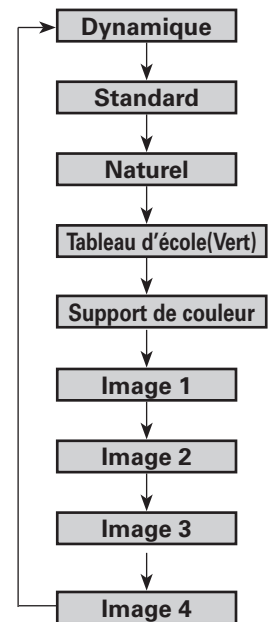 Dynamique
Standard
Naturel
Tableau d'école(Vert)
Support de couleur
Image 1
Image 2
Image 3
Image 4